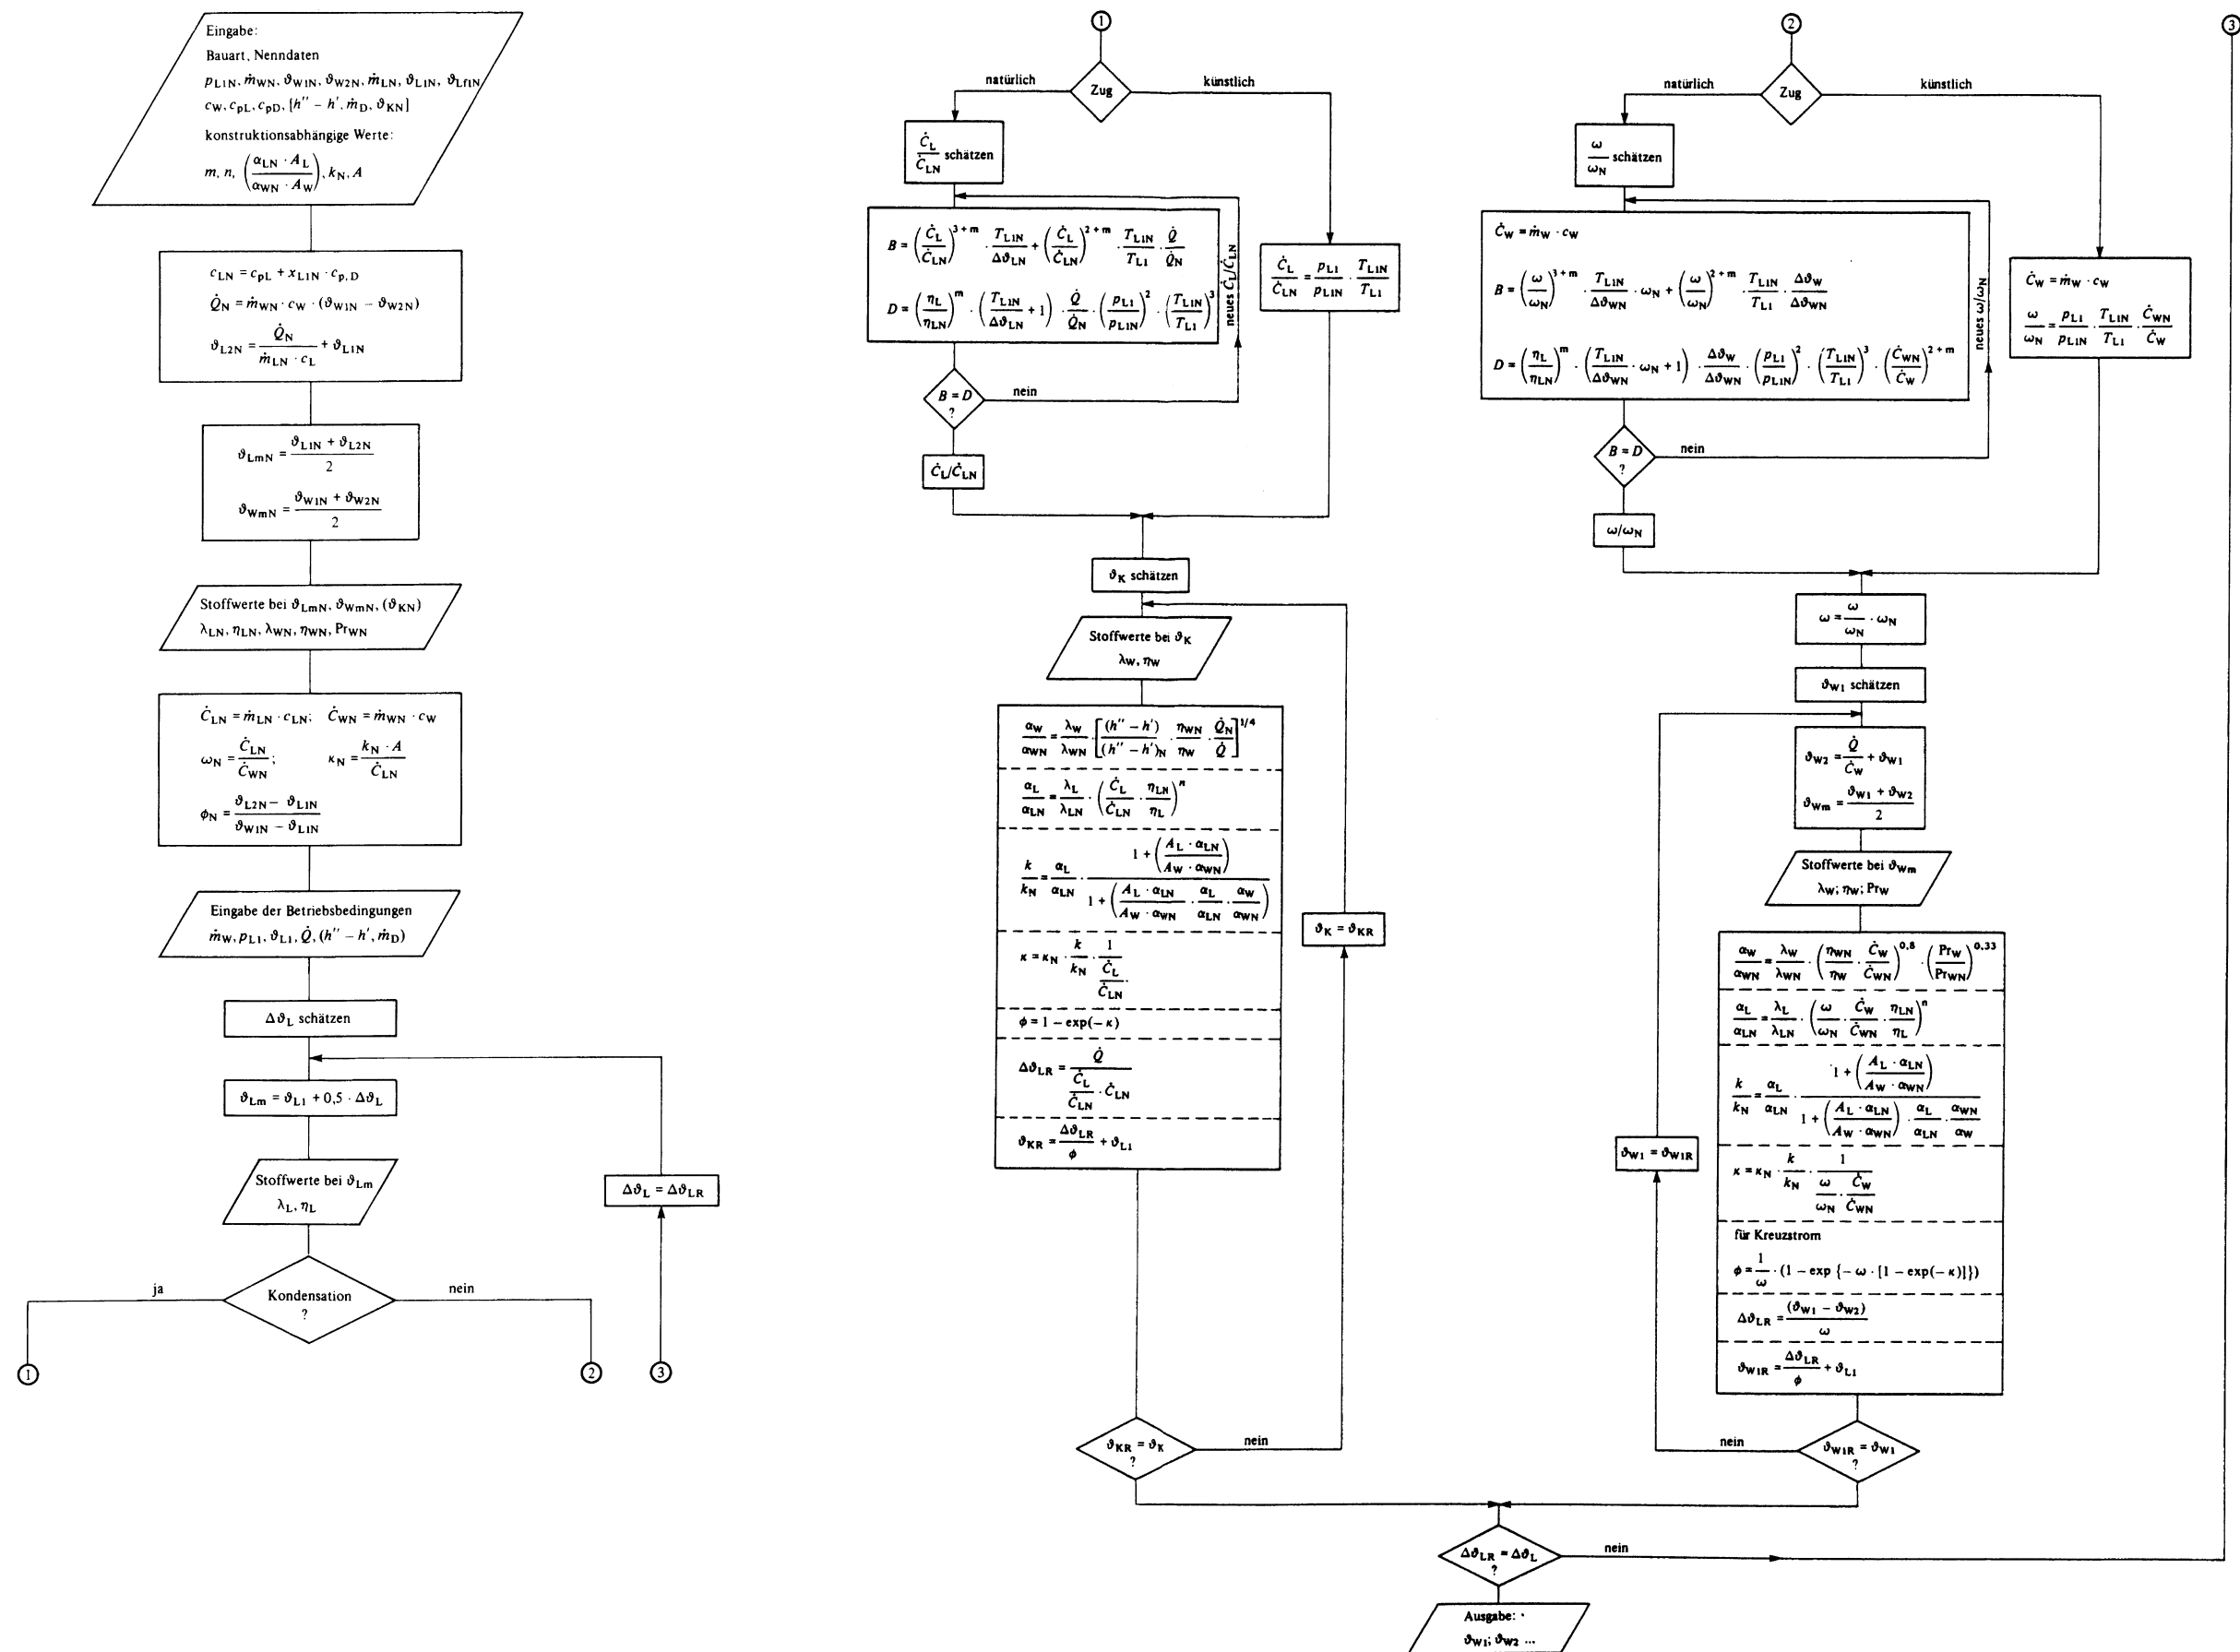 Eingabe:
Bauart, Nenndaten
p_L1N, ṁ_WN, ϑ_W1N, ϑ_W2N, ṁ_LN, ϑ_L1N, ϑ_Lf1N
c_W, c_pL, c_pD, [h'' − h', ṁ_D, ϑ_KN]
konstruktionsabhängige Werte:
m, n, (α_LN · A_L / α_WN · A_W), k_N, A
c_LN = c_pL + x_L1N · c_p,D
Q̇_N = ṁ_WN · c_W · (ϑ_W1N − ϑ_W2N)
ϑ_L2N = Q̇_N / ṁ_LN · c_L + ϑ_L1N
ϑ_LmN = ϑ_L1N + ϑ_L2N / 2
ϑ_WmN = ϑ_W1N + ϑ_W2N / 2
Stoffwerte bei ϑ_LmN, ϑ_WmN, (ϑ_KN)
λ_LN, η_LN, λ_WN, η_WN, Pr_WN
Ċ_LN = ṁ_LN · c_LN; Ċ_WN = ṁ_WN · c_W
ω_N = Ċ_LN / Ċ_WN; κ_N = k_N · A / Ċ_LN
ϕ_N = ϑ_L2N − ϑ_L1N / ϑ_W1N − ϑ_L1N
Eingabe der Betriebsbedingungen
ṁ_W, p_L1, ϑ_L1, Q̇, (h'' − h', ṁ_D)
Δϑ_L schätzen
ϑ_Lm = ϑ_L1 + 0,5 · Δϑ_L
Stoffwerte bei ϑ_Lm
λ_L, η_L
Δϑ_L = Δϑ_LR
Kondensation
?
ja
nein
1
2
3
1
Zug
natürlich
künstlich
Ċ_L / Ċ_LN schätzen
B = (Ċ_L / Ċ_LN)^3 + m · T_L1N / Δϑ_LN + (Ċ_L / Ċ_LN)^2 + m · T_L1N / T_L1 · Q̇ / Q̇_N
D = (η_L / η_LN)^m · (T_L1N / Δϑ_LN + 1) · Q̇ / Q̇_N · (p_L1 / p_L1N)^2 · (T_L1N / T_L1)^3
neues Ċ_L/Ċ_LN
Ċ_L / Ċ_LN = p_L1 / p_L1N · T_L1N / T_L1
B = D
?
nein
Ċ_L/Ċ_LN
ϑ_K schätzen
Stoffwerte bei ϑ_K
λ_W, η_W
α_W / α_WN = λ_W / λ_WN · [(h'' − h') / (h'' − h')_N · η_WN / η_W · Q̇_N / Q̇]^1/4
α_L / α_LN = λ_L / λ_LN · (Ċ_L / Ċ_LN · η_LN / η_L)^n
k / k_N = α_L / α_LN · 1 + (A_L · α_LN / A_W · α_WN) / 1 + (A_L · α_LN / A_W · α_WN · α_L / α_LN · α_W / α_WN)
κ = κ_N · k / k_N · 1 / Ċ_L / Ċ_LN
ϕ = 1 − exp(− κ)
Δϑ_LR = Q̇ / Ċ_L / Ċ_LN · Ċ_LN
ϑ_KR = Δϑ_LR / ϕ + ϑ_L1
ϑ_K = ϑ_KR
ϑ_KR = ϑ_K
?
nein
2
Zug
natürlich
künstlich
ω / ω_N schätzen
Ċ_W = ṁ_W · c_W
B = (ω / ω_N)^3 + m · T_L1N / Δϑ_WN · ω_N + (ω / ω_N)^2 + m · T_L1N / T_L1 · Δϑ_W / Δϑ_WN
D = (η_L / η_LN)^m · (T_L1N / Δϑ_WN · ω_N + 1) · Δϑ_W / Δϑ_WN · (p_L1 / p_L1N)^2 · (T_L1N / T_L1)^3 · (Ċ_WN / Ċ_W)^2 + m
neues ω/ω_N
Ċ_W = ṁ_W · c_W
ω / ω_N = p_L1 / p_L1N · T_L1N / T_L1 · Ċ_WN / Ċ_W
B = D
?
nein
ω/ω_N
ω = ω / ω_N · ω_N
ϑ_W1 schätzen
ϑ_W2 = Q̇ / Ċ_W + ϑ_W1
ϑ_Wm = ϑ_W1 + ϑ_W2 / 2
Stoffwerte bei ϑ_Wm
λ_W; η_W; Pr_W
α_W / α_WN = λ_W / λ_WN · (η_WN / η_W · Ċ_W / Ċ_WN)^0,8 · (Pr_W / Pr_WN)^0,33
α_L / α_LN = λ_L / λ_LN · (ω / ω_N · Ċ_W / Ċ_WN · η_LN / η_L)^n
k / k_N = α_L / α_LN · 1 + (A_L · α_LN / A_W · α_WN) / 1 + (A_L · α_LN / A_W · α_WN) · α_L / α_LN · α_WN / α_W
κ = κ_N · k / k_N · 1 / ω / ω_N · Ċ_W / Ċ_WN
für Kreuzstrom
ϕ = 1 / ω · (1 − exp {− ω · [1 − exp(− κ)]})
Δϑ_LR = (ϑ_W1 − ϑ_W2) / ω
ϑ_W1R = Δϑ_LR / ϕ + ϑ_L1
ϑ_W1 = ϑ_W1R
ϑ_W1R = ϑ_W1
?
nein
3
Δϑ_LR = Δϑ_L
?
nein
Ausgabe:
ϑ_W1; ϑ_W2 ...